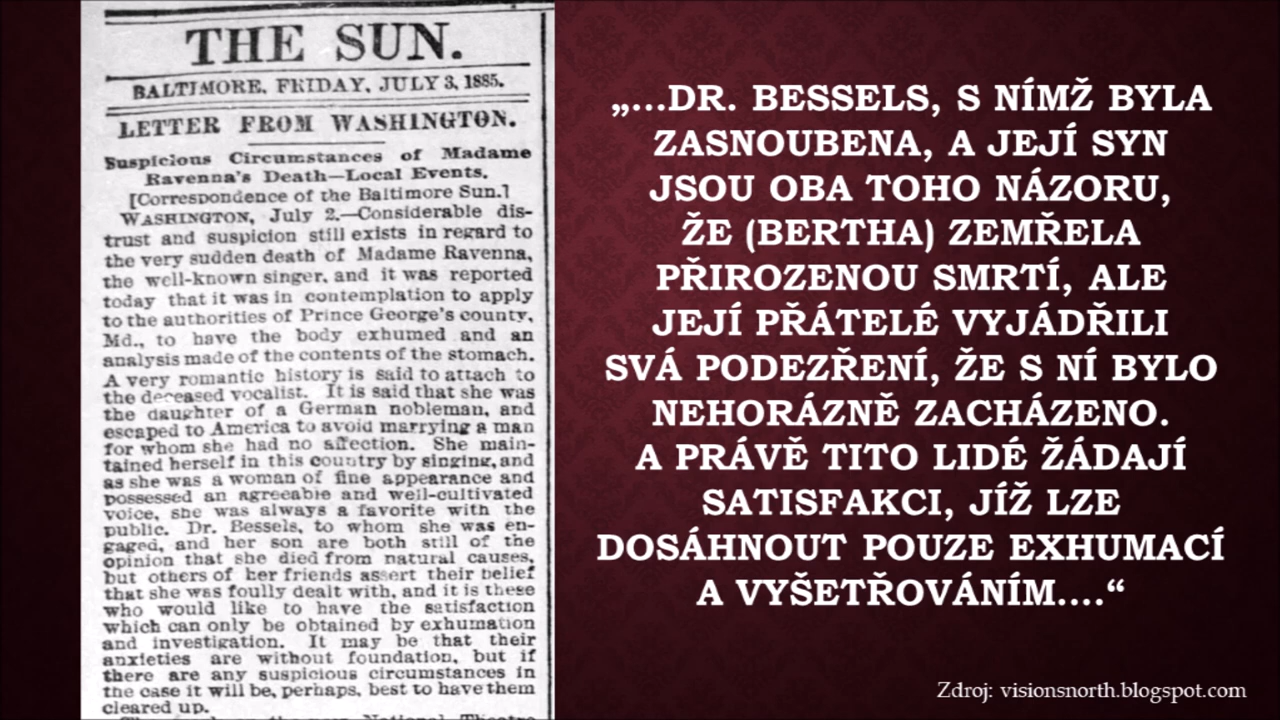 THE SUN.
BALTIMORE, FRIDAY, JULY 3, 1885.
LETTER FROM WASHINGTON.
Suspicious Circumstances of Madame
Ravenna's Death—Local Events.
[Correspondence of the Baltimore Sun.]
WASHINGTON, July 2.—Considerable dis-
trust and suspicion still exists in regard to
the very sudden death of Madame Ravenna,
the well-known singer, and it was reported
today that it was in contemplation to apply
to the authorities of Prince George's county,
Md., to have the body exhumed and an
analysis made of the contents of the stomach.
A very romantic history is said to attach to
the deceased vocalist. It is said that she was
the daughter of a German nobleman, and
escaped to America to avoid marrying a man
for whom she had no affection. She main-
tained herself in this country by singing, and
as she was a woman of fine appearance and
possessed an agreeable and well-cultivated
voice, she was always a favorite with the
public. Dr. Bessels, to whom she was en-
gaged, and her son are both still of the
opinion that she died from natural causes,
but others of her friends assert their belief
that she was foully dealt with, and it is these
who would like to have the satisfaction
which can only be obtained by exhumation
and investigation. It may be that their
anxieties are without foundation, but if
there are any suspicious circumstances in
the case it will be, perhaps, best to have them
cleared up.
„...DR. BESSELS, S NÍMŽ BYLA
ZASNOUBENA, A JEJÍ SYN
JSOU OBA TOHO NÁZORU,
ŽE (BERTHA) ZEMŘELA
PŘIROZENOU SMRTÍ, ALE
JEJÍ PŘÁTELÉ VYJÁDŘILI
SVÁ PODEZŘENÍ, ŽE S NÍ BYLO
NEHORÁZNĚ ZACHÁZENO.
A PRÁVĚ TITO LIDÉ ŽÁDAJÍ
SATISFAKCI, JÍŽ LZE
DOSÁHNOUT POUZE EXHUMACÍ
A VYŠETŘOVÁNÍM....“
Zdroj: visionsnorth.blogspot.com